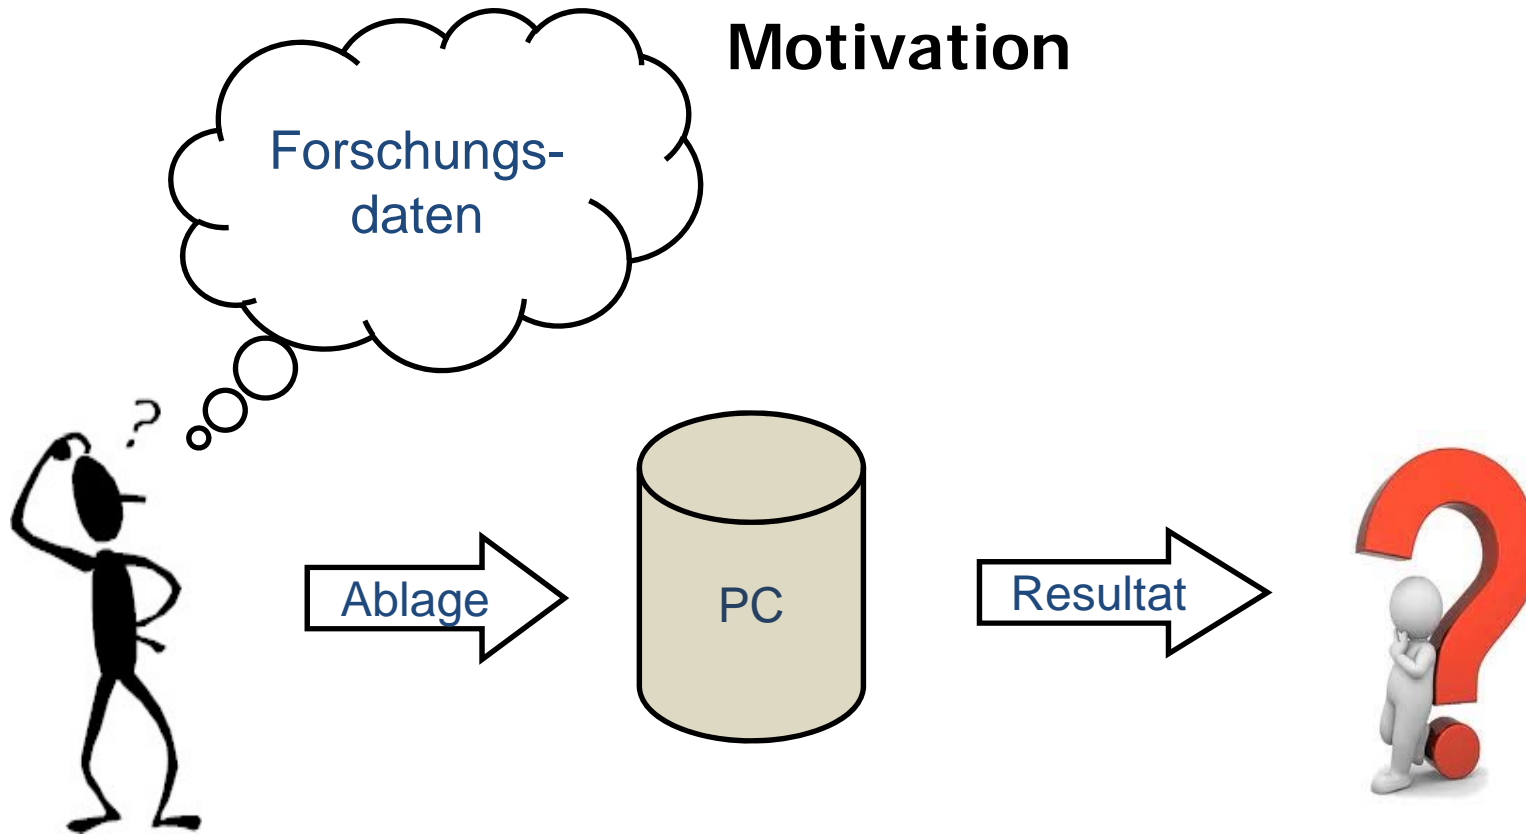 Motivation
Forschungs-
daten
?
Ablage
PC
Resultat
?